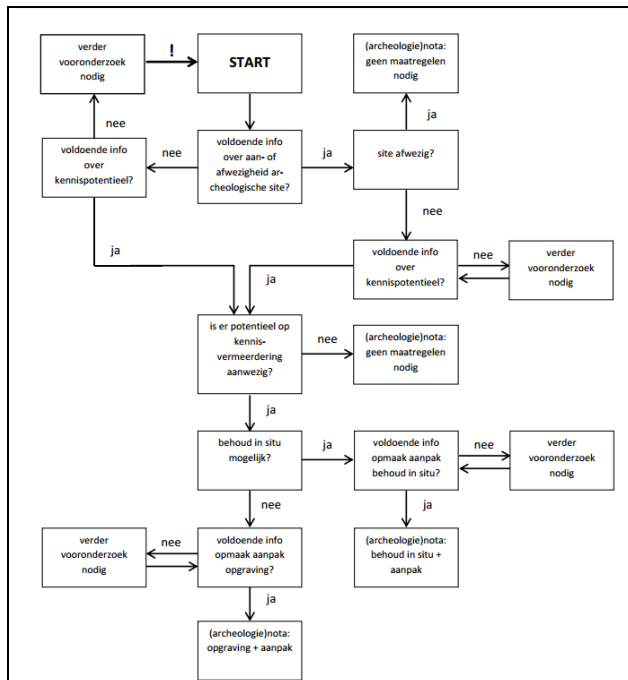 verder
vooronderzoek
nodig
!
START
(archeologie)nota:
geen maatregelen
nodig
nee
ja
voldoende info
over
kennispotentieel?
nee
voldoende info
over aan- of
afwezigheid ar-
cheologische site?
ja
site afwezig?
nee
ja
ja
voldoende info
over
kennispotentieel?
nee
verder
vooronderzoek
nodig
is er potentieel op
kennis-
vermeerdering
aanwezig?
nee
(archeologie)nota:
geen maatregelen
nodig
ja
behoud in situ
mogelijk?
ja
voldoende info
opmaak aanpak
behoud in situ?
nee
verder
vooronderzoek
nodig
nee
ja
verder
vooronderzoek
nodig
nee
voldoende info
opmaak aanpak
opgraving?
(archeologie)nota:
behoud in situ +
aanpak
ja
(archeologie)nota:
opgraving + aanpak